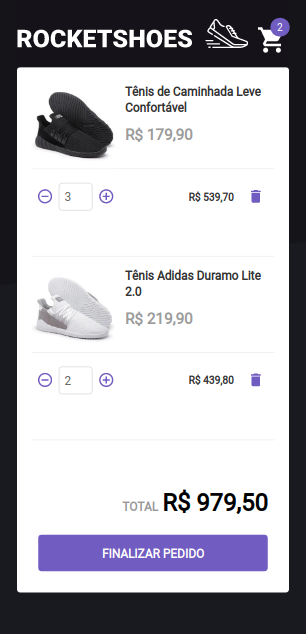 ROCKETSHOES
2
Tênis de Caminhada Leve
Confortável
R$ 179,90
3
R$ 539,70
Tênis Adidas Duramo Lite
2.0
R$ 219,90
2
R$ 439,80
TOTAL R$ 979,50
FINALIZAR PEDIDO